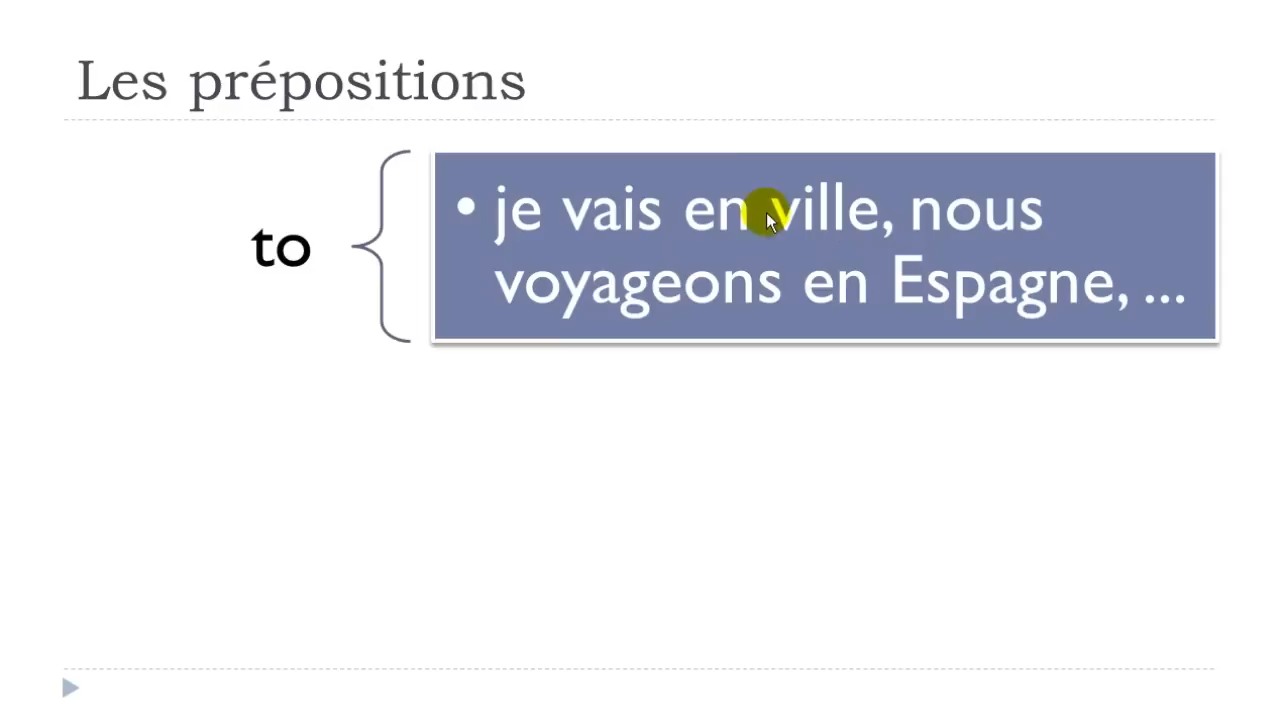 Les prépositions
to
• je vais en ville, nous
voyageons en Espagne, ...